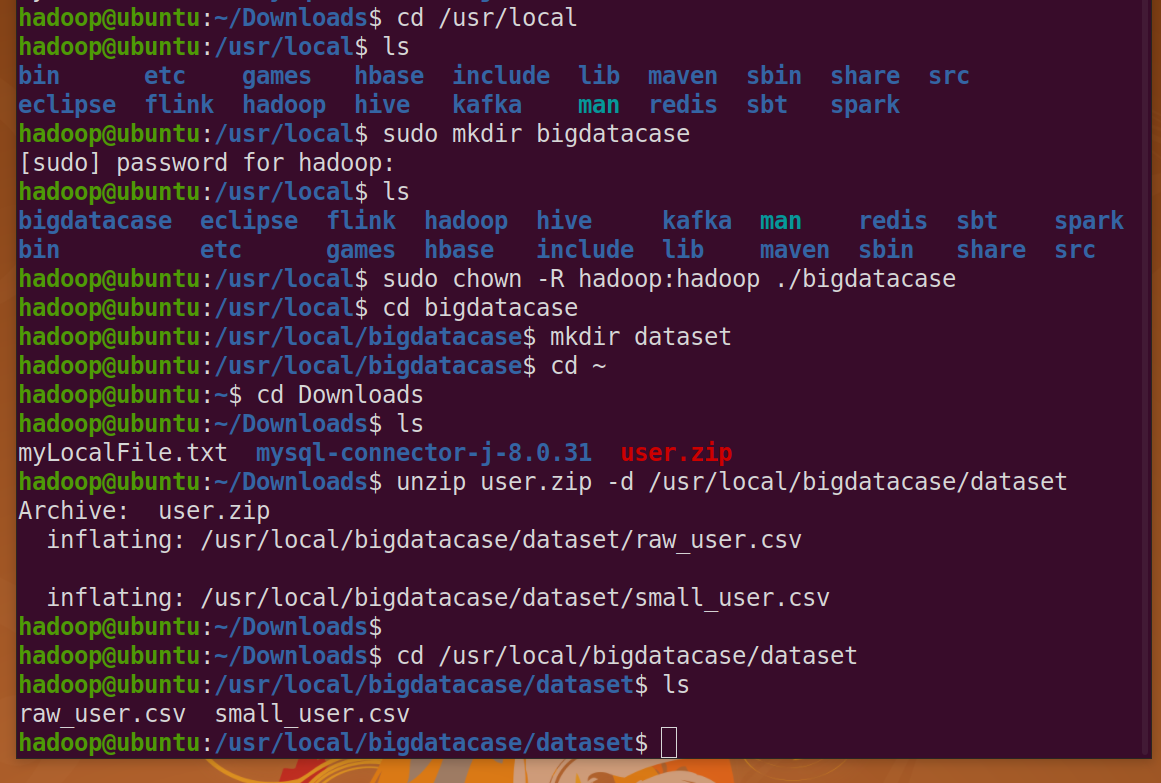 hadoop@ubuntu:~/Downloads$ cd /usr/local
hadoop@ubuntu:/usr/local$ ls
bin      etc    games   hbase  include  lib  maven  sbin  share  src
eclipse  flink  hadoop  hive   kafka    man  redis  sbt   spark
hadoop@ubuntu:/usr/local$ sudo mkdir bigdatacase
[sudo] password for hadoop:
hadoop@ubuntu:/usr/local$ ls
bigdatacase  eclipse  flink  hadoop  hive     kafka  man    redis  sbt    spark
bin          etc      games  hbase   include  lib    maven  sbin   share  src
hadoop@ubuntu:/usr/local$ sudo chown -R hadoop:hadoop ./bigdatacase
hadoop@ubuntu:/usr/local$ cd bigdatacase
hadoop@ubuntu:/usr/local/bigdatacase$ mkdir dataset
hadoop@ubuntu:/usr/local/bigdatacase$ cd ~
hadoop@ubuntu:~$ cd Downloads
hadoop@ubuntu:~/Downloads$ ls
myLocalFile.txt  mysql-connector-j-8.0.31  user.zip
hadoop@ubuntu:~/Downloads$ unzip user.zip -d /usr/local/bigdatacase/dataset
Archive:  user.zip
  inflating: /usr/local/bigdatacase/dataset/raw_user.csv
  inflating: /usr/local/bigdatacase/dataset/small_user.csv
hadoop@ubuntu:~/Downloads$
hadoop@ubuntu:~/Downloads$ cd /usr/local/bigdatacase/dataset
hadoop@ubuntu:/usr/local/bigdatacase/dataset$ ls
raw_user.csv  small_user.csv
hadoop@ubuntu:/usr/local/bigdatacase/dataset$